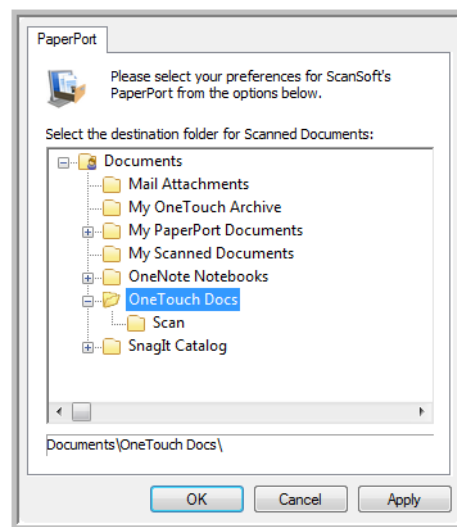 PaperPort
Please select your preferences for ScanSoft's
PaperPort from the options below.
Select the destination folder for Scanned Documents:
Documents
Mail Attachments
My OneTouch Archive
My PaperPort Documents
My Scanned Documents
OneNote Notebooks
OneTouch Docs
Scan
SnagIt Catalog
Documents\OneTouch Docs\
OK Cancel Apply